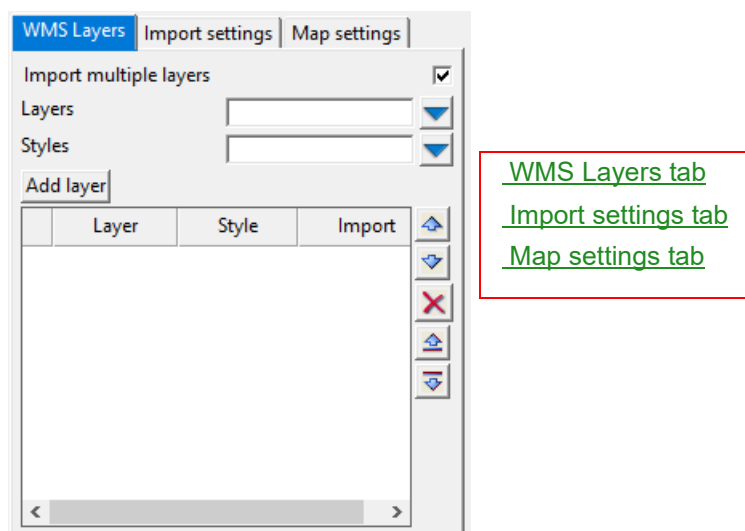 WMS Layers Import settings Map settings
Import multiple layers
Layers
Styles
Add layer
Layer Style Import
WMS Layers tab
Import settings tab
Map settings tab